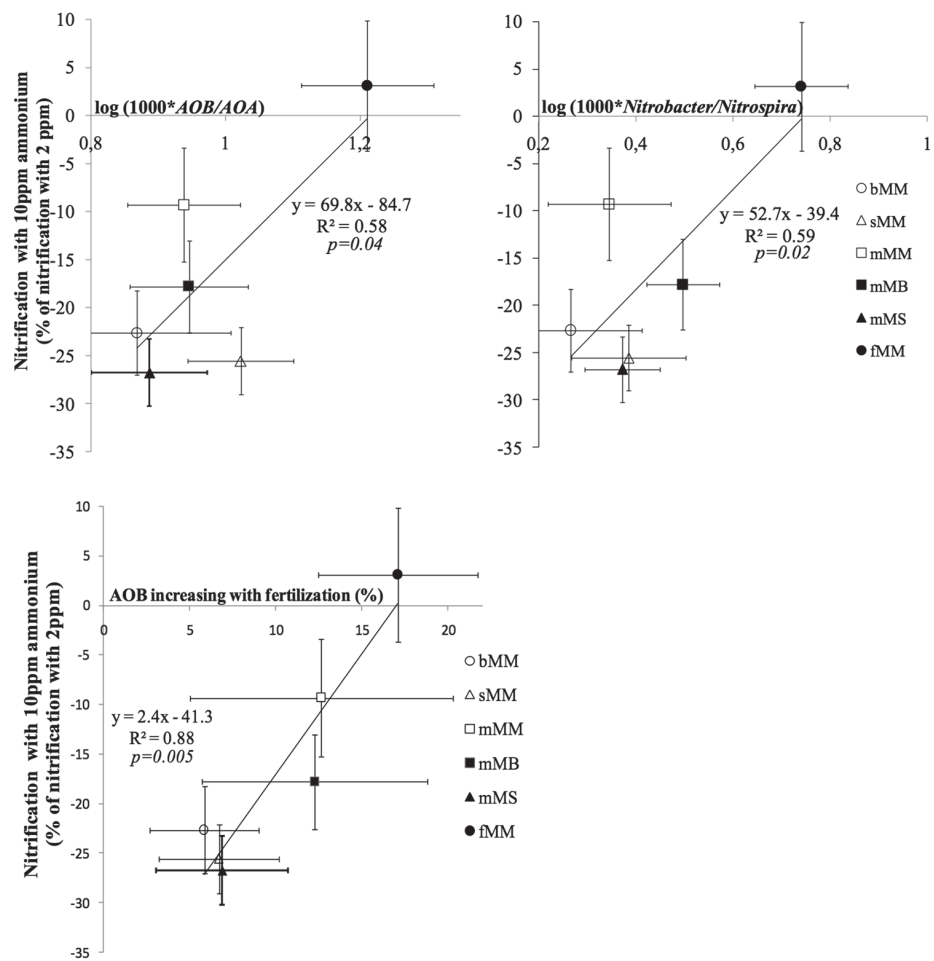 Nitrification with 10ppm ammonium
(% of nitrification with 2 ppm)
10
5
0
-5
-10
-15
-20
-25
-30
-35
log (1000*AOB/AOA)
0,8
1
1,2
y = 69.8x - 84.7
R² = 0.58
p=0.04
10
5
0
-5
-10
-15
-20
-25
-30
-35
log (1000*Nitrobacter/Nitrospira)
0,2
0,4
0,6
0,8
1
y = 52.7x - 39.4
R² = 0.59
p=0.02
bMM
sMM
mMM
mMB
mMS
fMM
Nitrification with 10ppm ammonium
(% of nitrification with 2ppm)
10
5
0
-5
-10
-15
-20
-25
-30
-35
AOB increasing with fertilization (%)
0
5
10
15
20
y = 2.4x - 41.3
R² = 0.88
p=0.005
bMM
sMM
mMM
mMB
mMS
fMM